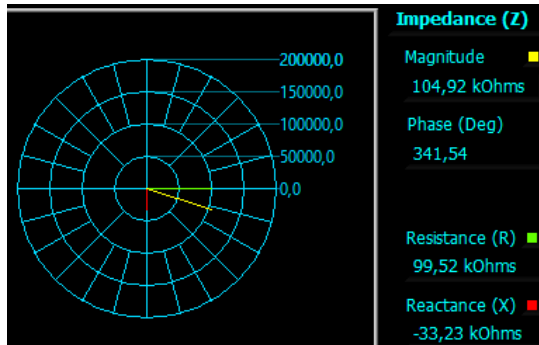 200000,0
150000,0
100000,0
50000,0
0,0
Impedance (Z)
Magnitude
104,92 kOhms
Phase (Deg)
341,54
Resistance (R)
99,52 kOhms
Reactance (X)
-33,23 kOhms